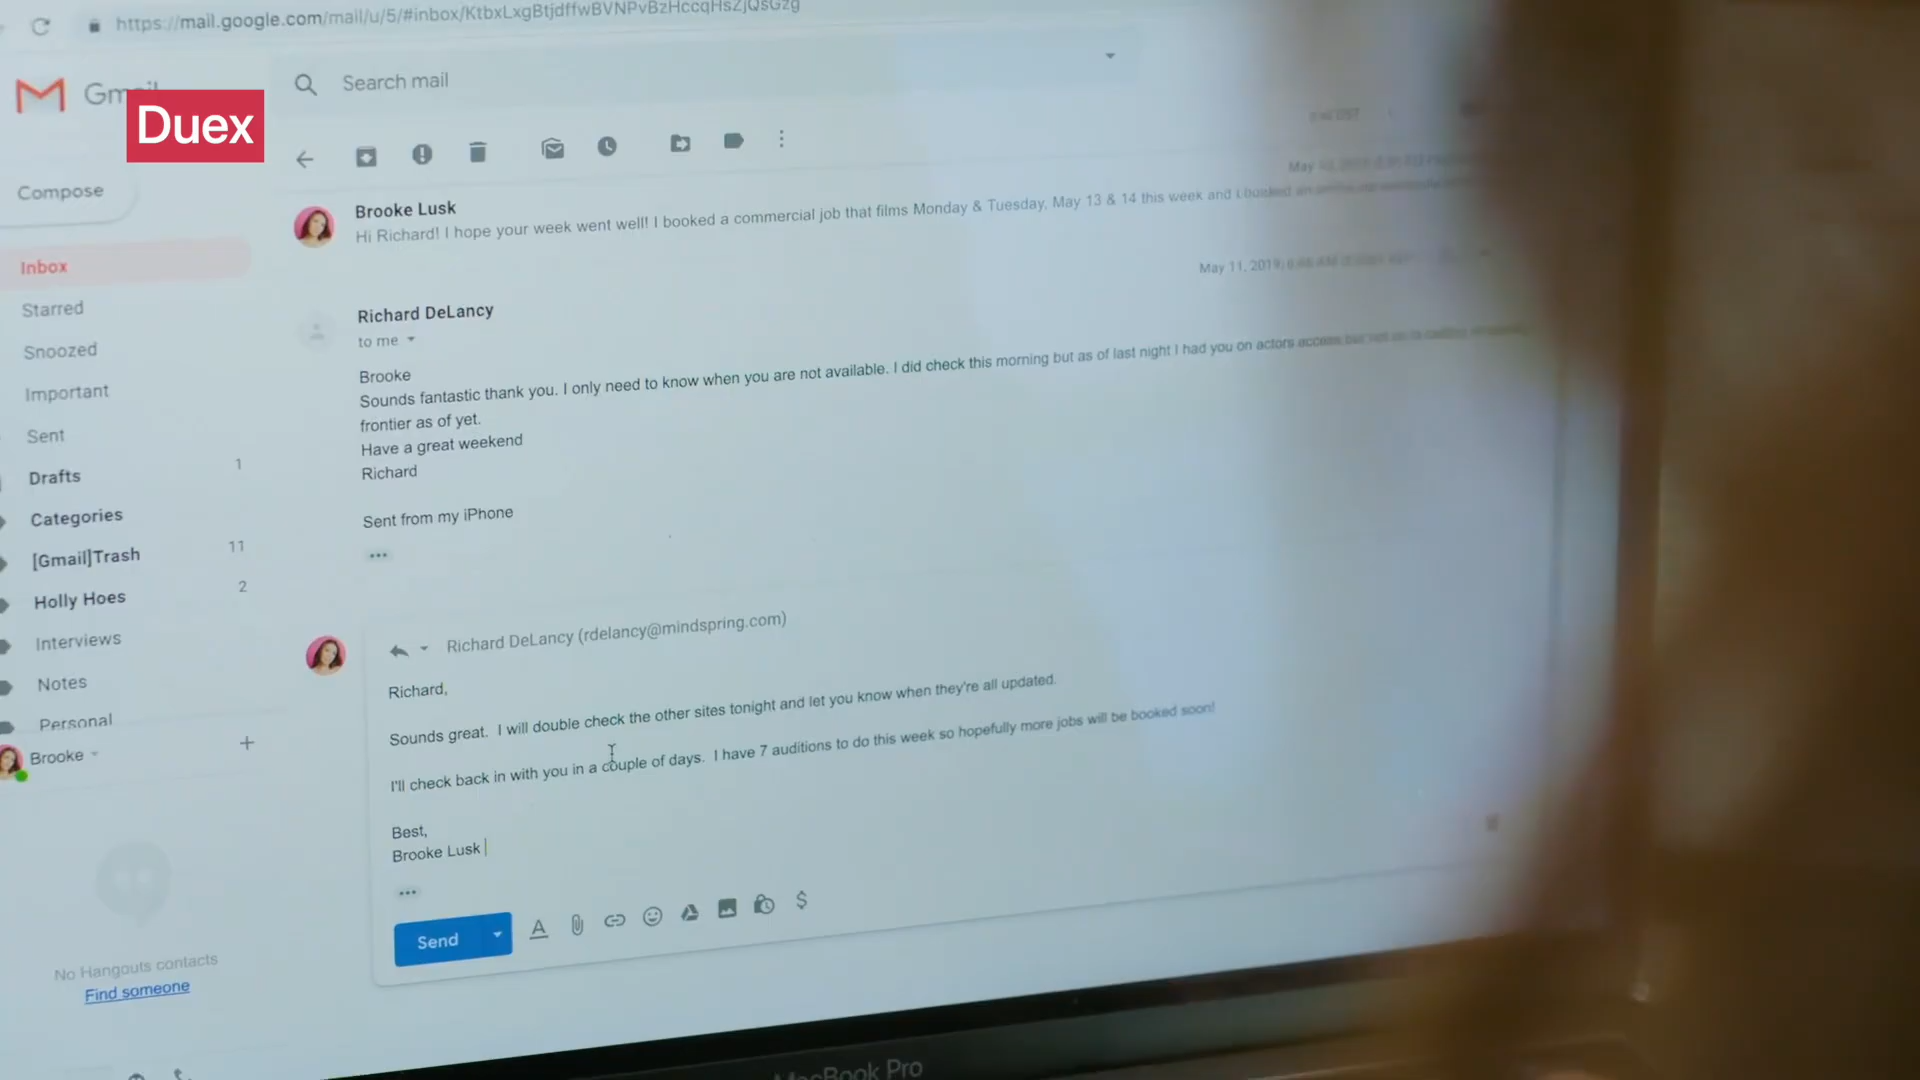 https://mail.google.com/mail/u/5/#inbox/KtbxLxgBtjdffwBVNPvBzHccqHsZjQsGzg
Gmail
Duex
Search mail
Compose
Inbox
Starred
Snoozed
Important
Sent
Drafts 1
Categories
[Gmail]Trash 11
Holly Hoes 2
Interviews
Notes
Personal
Brooke
No Hangouts contacts
Find someone
May
Brooke Lusk
Hi Richard! I hope your week went well! I booked a commercial job that films Monday & Tuesday, May 13 & 14 this week and I booked an
May 11, 2019,
Richard DeLancy
to me
Brooke
Sounds fantastic thank you. I only need to know when you are not available. I did check this morning but as of last night I had you on actors access but not
frontier as of yet.
Have a great weekend
Richard
Sent from my iPhone
Richard DeLancy (rdelancy@mindspring.com)
Richard,
Sounds great. I will double check the other sites tonight and let you know when they're all updated.
I'll check back in with you in a couple of days. I have 7 auditions to do this week so hopefully more jobs will be booked soon!
Best,
Brooke Lusk
Send
MacBook Pro